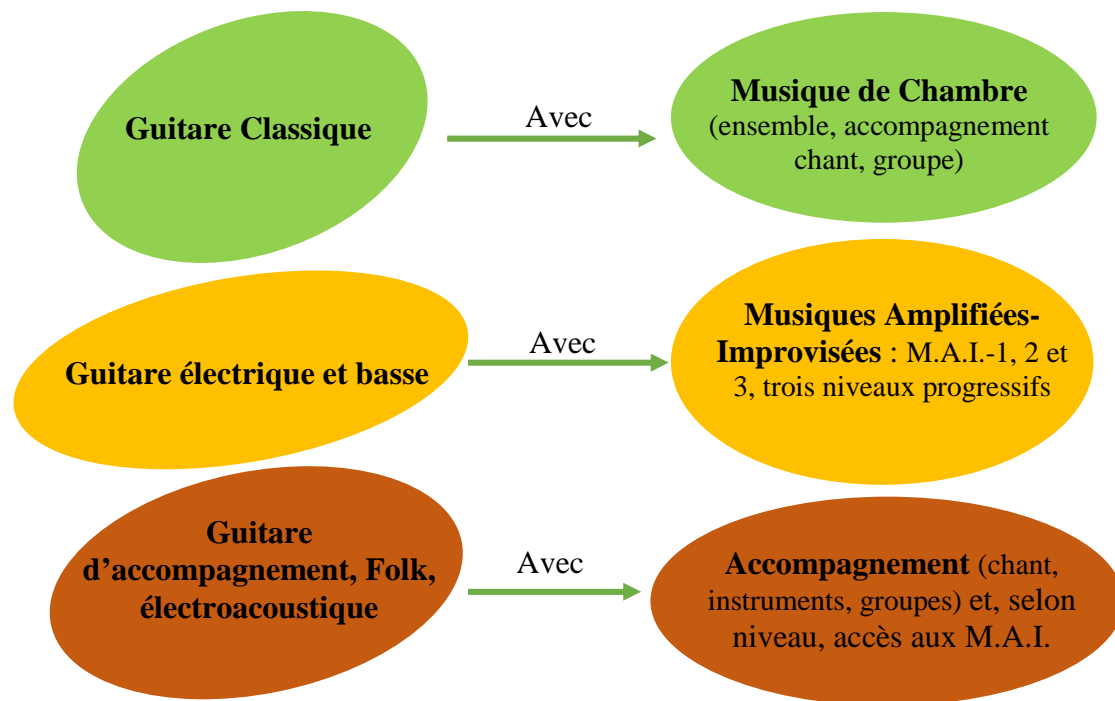 Guitare Classique
Avec
Musique de Chambre
(ensemble, accompagnement
chant, groupe)
Guitare électrique et basse
Avec
Musiques Amplifiées-
Improvisées : M.A.I.-1, 2 et
3, trois niveaux progressifs
Guitare
d’accompagnement, Folk,
électroacoustique
Avec
Accompagnement (chant,
instruments, groupes) et, selon
niveau, accès aux M.A.I.